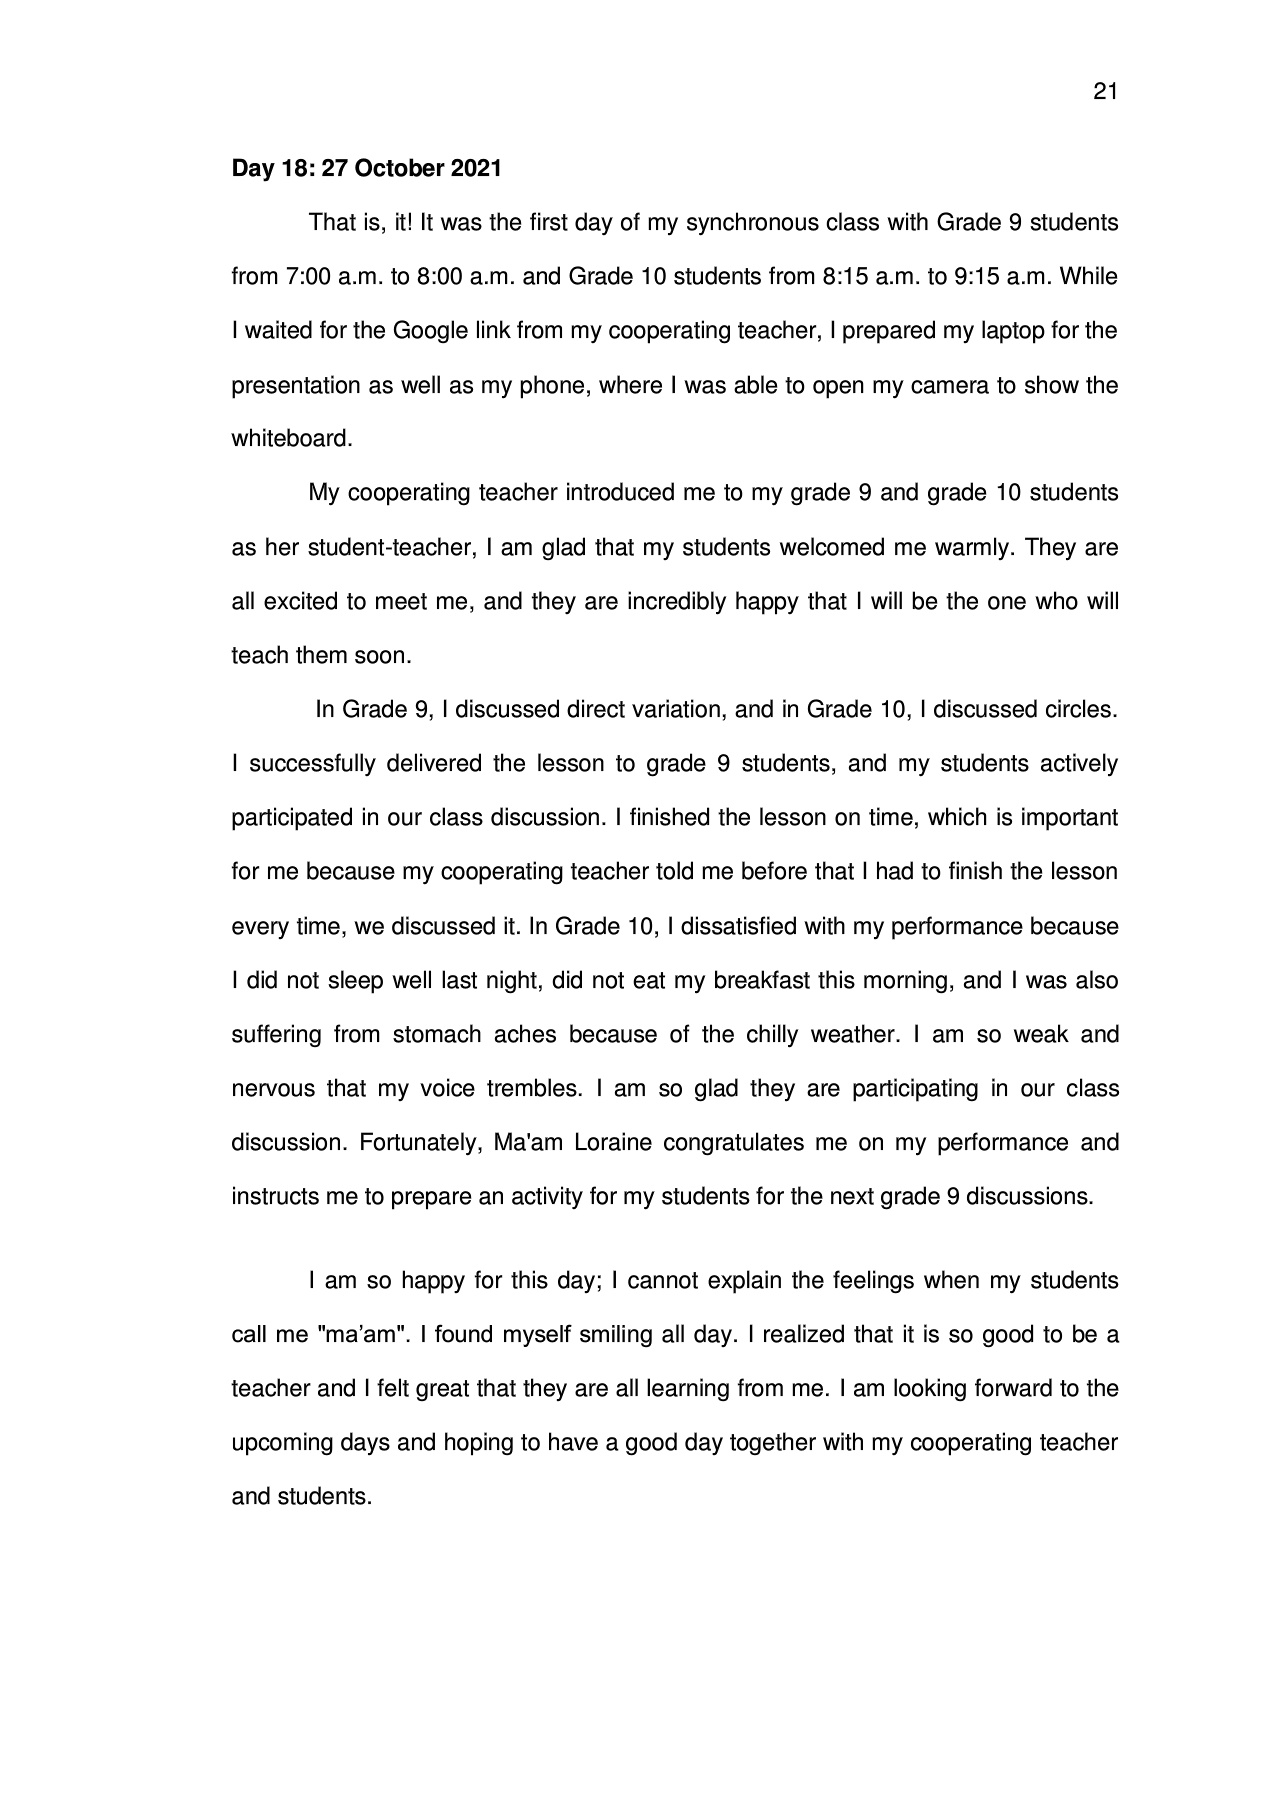 21
Day 18: 27 October 2021
That is, it! It was the first day of my synchronous class with Grade 9 students
from 7:00 a.m. to 8:00 a.m. and Grade 10 students from 8:15 a.m. to 9:15 a.m. While
I waited for the Google link from my cooperating teacher, I prepared my laptop for the
presentation as well as my phone, where I was able to open my camera to show the
whiteboard.
My cooperating teacher introduced me to my grade 9 and grade 10 students
as her student-teacher, I am glad that my students welcomed me warmly. They are
all excited to meet me, and they are incredibly happy that I will be the one who will
teach them soon.
In Grade 9, I discussed direct variation, and in Grade 10, I discussed circles.
I successfully delivered the lesson to grade 9 students, and my students actively
participated in our class discussion. I finished the lesson on time, which is important
for me because my cooperating teacher told me before that I had to finish the lesson
every time, we discussed it. In Grade 10, I dissatisfied with my performance because
I did not sleep well last night, did not eat my breakfast this morning, and I was also
suffering from stomach aches because of the chilly weather. I am so weak and
nervous that my voice trembles. I am so glad they are participating in our class
discussion. Fortunately, Ma'am Loraine congratulates me on my performance and
instructs me to prepare an activity for my students for the next grade 9 discussions.
I am so happy for this day; I cannot explain the feelings when my students
call me "ma’am". I found myself smiling all day. I realized that it is so good to be a
teacher and I felt great that they are all learning from me. I am looking forward to the
upcoming days and hoping to have a good day together with my cooperating teacher
and students.